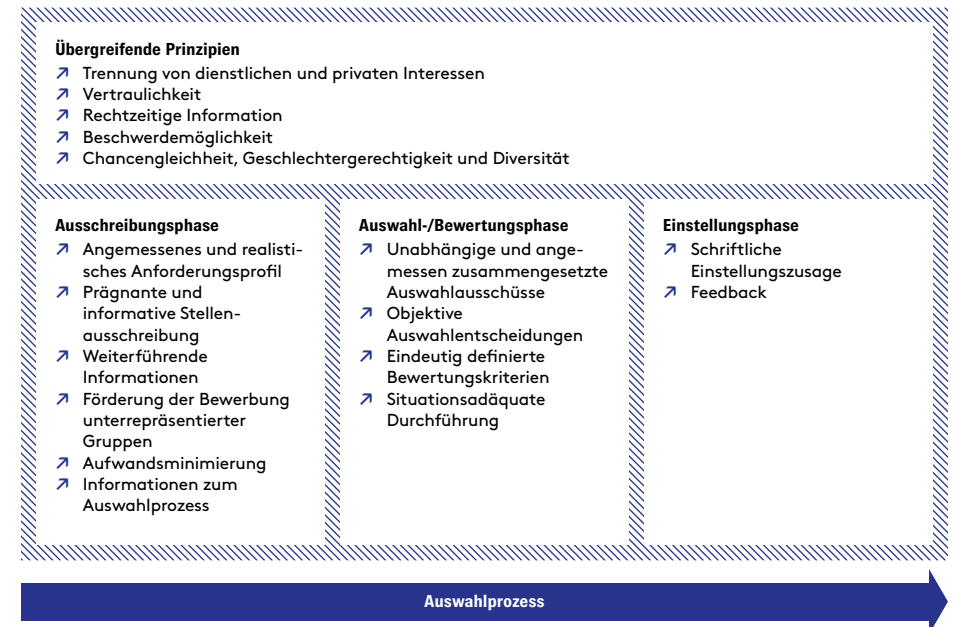 Übergreifende Prinzipien
↗ Trennung von dienstlichen und privaten Interessen
↗ Vertraulichkeit
↗ Rechtzeitige Information
↗ Beschwerdemöglichkeit
↗ Chancengleichheit, Geschlechtergerechtigkeit und Diversität
Ausschreibungsphase
↗ Angemessenes und realisti-
sches Anforderungsprofil
↗ Prägnante und
informative Stellen-
ausschreibung
↗ Weiterführende
Informationen
↗ Förderung der Bewerbung
unterrepräsentierter
Gruppen
↗ Aufwandsminimierung
↗ Informationen zum
Auswahlprozess
Auswahl-/Bewertungsphase
↗ Unabhängige und ange-
messen zusammengesetzte
Auswahlausschüsse
↗ Objektive
Auswahlentscheidungen
↗ Eindeutig definierte
Bewertungskriterien
↗ Situationsadäquate
Durchführung
Einstellungsphase
↗ Schriftliche
Einstellungszusage
↗ Feedback
Auswahlprozess